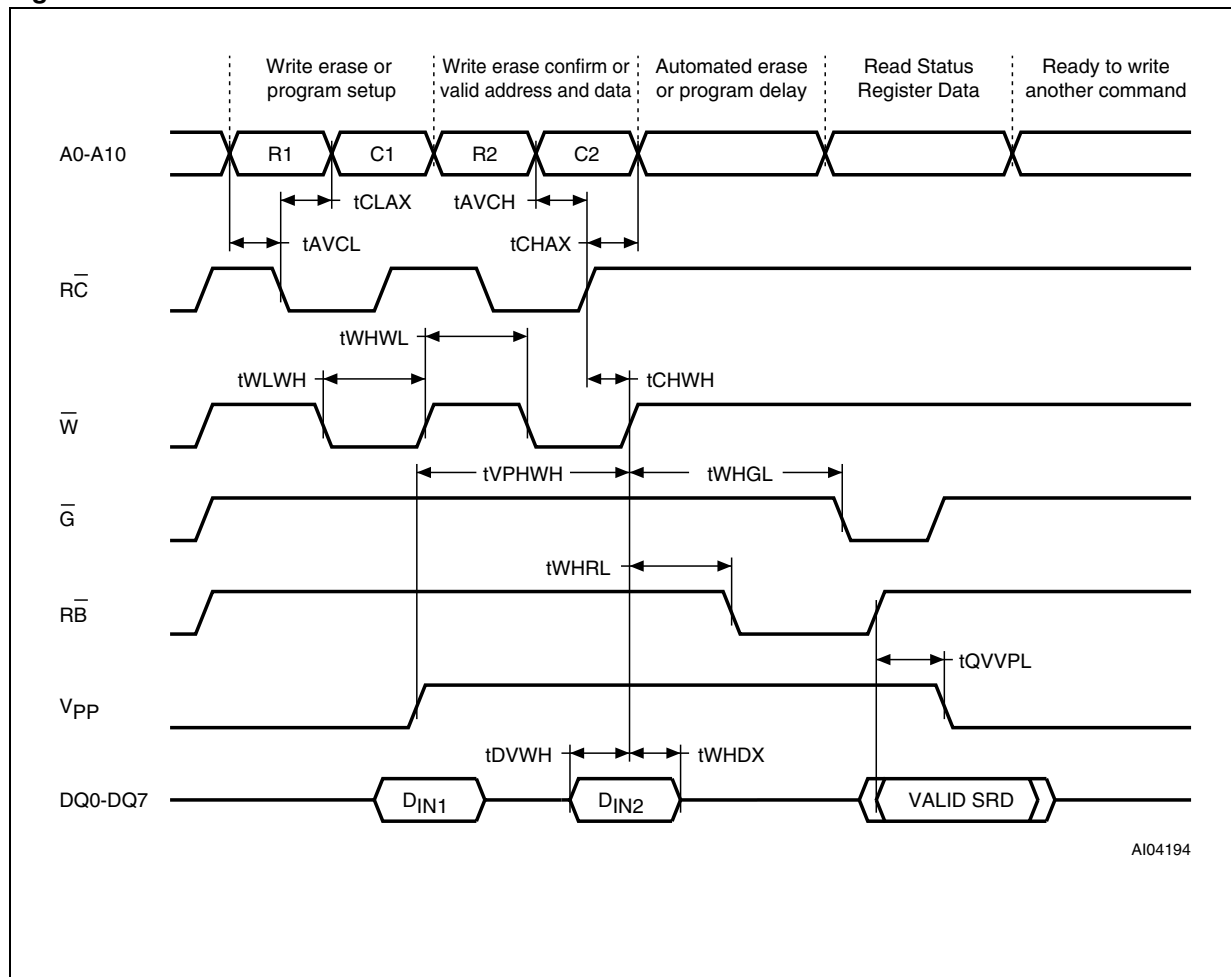 Write erase or
program setup
Write erase confirm or
valid address and data
Automated erase
or program delay
Read Status
Register Data
Ready to write
another command
A0-A10
R1
C1
R2
C2
tCLAX
tAVCH
tAVCL
tCHAX
RC̅
tWHWL
tWLWH
tCHWH
W̅
tVPHWH
tWHGL
G̅
tWHRL
RB̅
tQVVPL
VPP
tDVWH
tWHDX
DQ0-DQ7
DIN1
DIN2
VALID SRD
AI04194